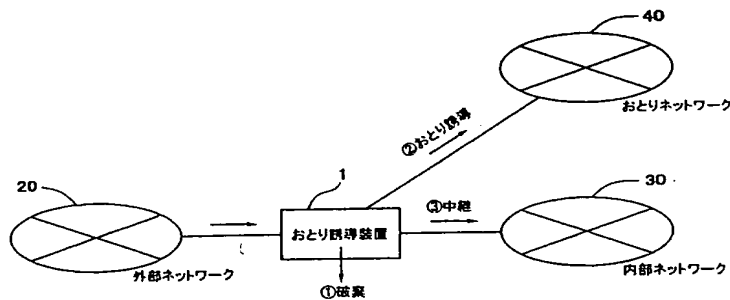 40
おとりネットワーク
②おとり誘導
20
1
30
おとり誘導装置
③中継
外部ネットワーク
内部ネットワーク
①破棄